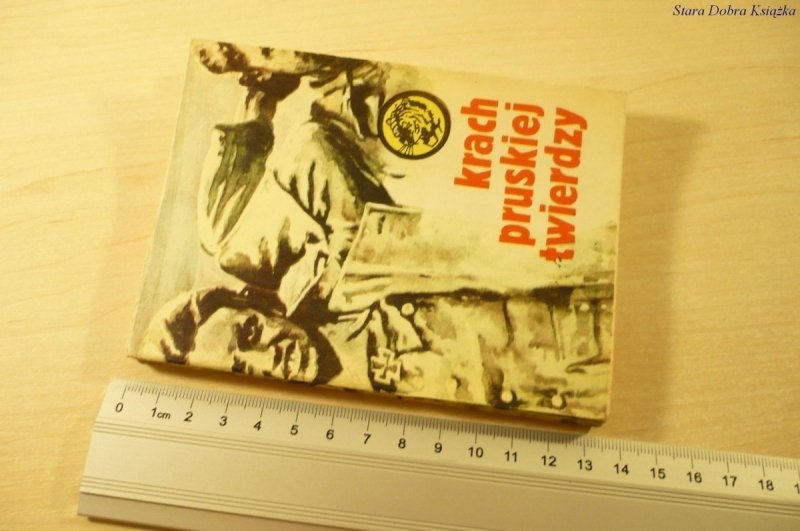 Stara Dobra Książka
krach
pruskiej
twierdzy
0 1cm 2 3 4 5 6 7 8 9 10 11 12 13 14 15 16 17 18